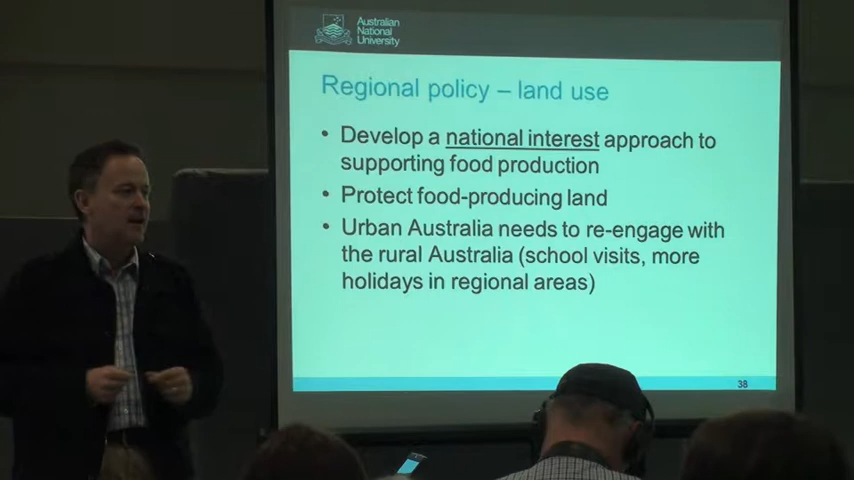 Australian
National
University
Regional policy – land use
• Develop a national interest approach to
supporting food production
• Protect food-producing land
• Urban Australia needs to re-engage with
the rural Australia (school visits, more
holidays in regional areas)
38